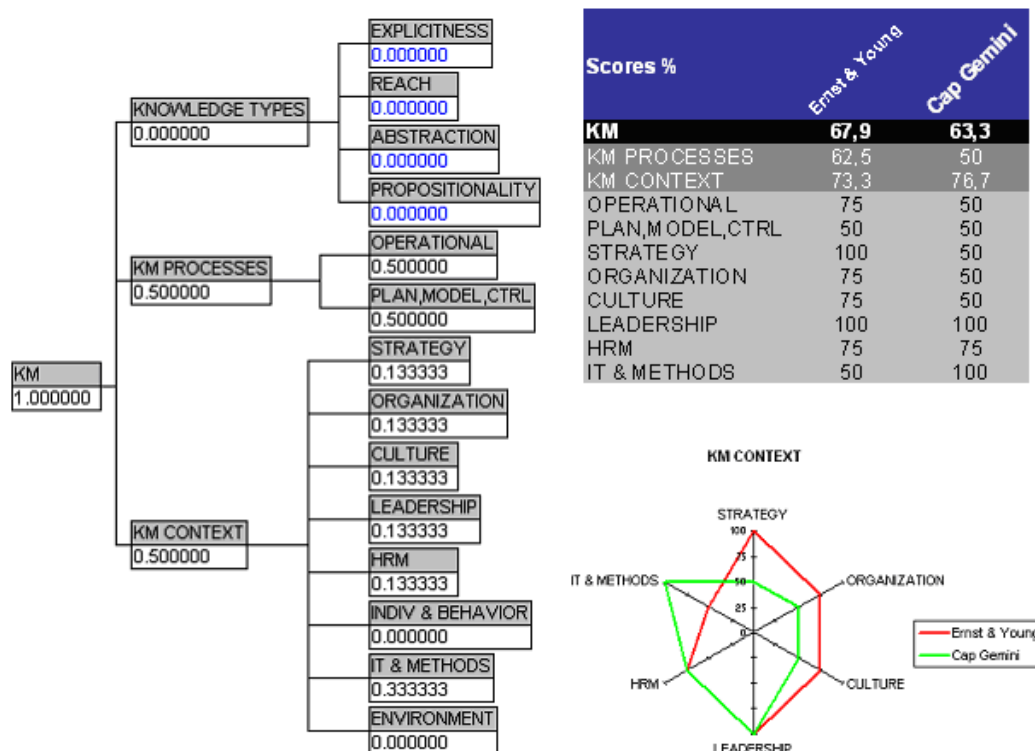 EXPLICITNESS
0.000000
REACH
0.000000
KNOWLEDGE TYPES
0.000000
ABSTRACTION
0.000000
PROPOSITIONALITY
0.000000
OPERATIONAL
0.500000
KM PROCESSES
0.500000
PLAN,MODEL,CTRL
0.500000
STRATEGY
0.133333
KM
1.000000
ORGANIZATION
0.133333
CULTURE
0.133333
LEADERSHIP
0.133333
KM CONTEXT
0.500000
HRM
0.133333
INDIV & BEHAVIOR
0.000000
IT & METHODS
0.333333
ENVIRONMENT
0.000000
Scores % Ernst & Young Cap Gemini
KM 67,9 63,3
KM PROCESSES 62,5 50
KM CONTEXT 73,3 76,7
OPERATIONAL 75 50
PLAN,MODEL,CTRL 50 50
STRATEGY 100 50
ORGANIZATION 75 50
CULTURE 75 50
LEADERSHIP 100 100
HRM 75 75
IT & METHODS 50 100
KM CONTEXT
STRATEGY
100
75
IT & METHODS 50 ORGANIZATION
25
0
Ernst & Young
Cap Gemini
HRM CULTURE
LEADERSHIP